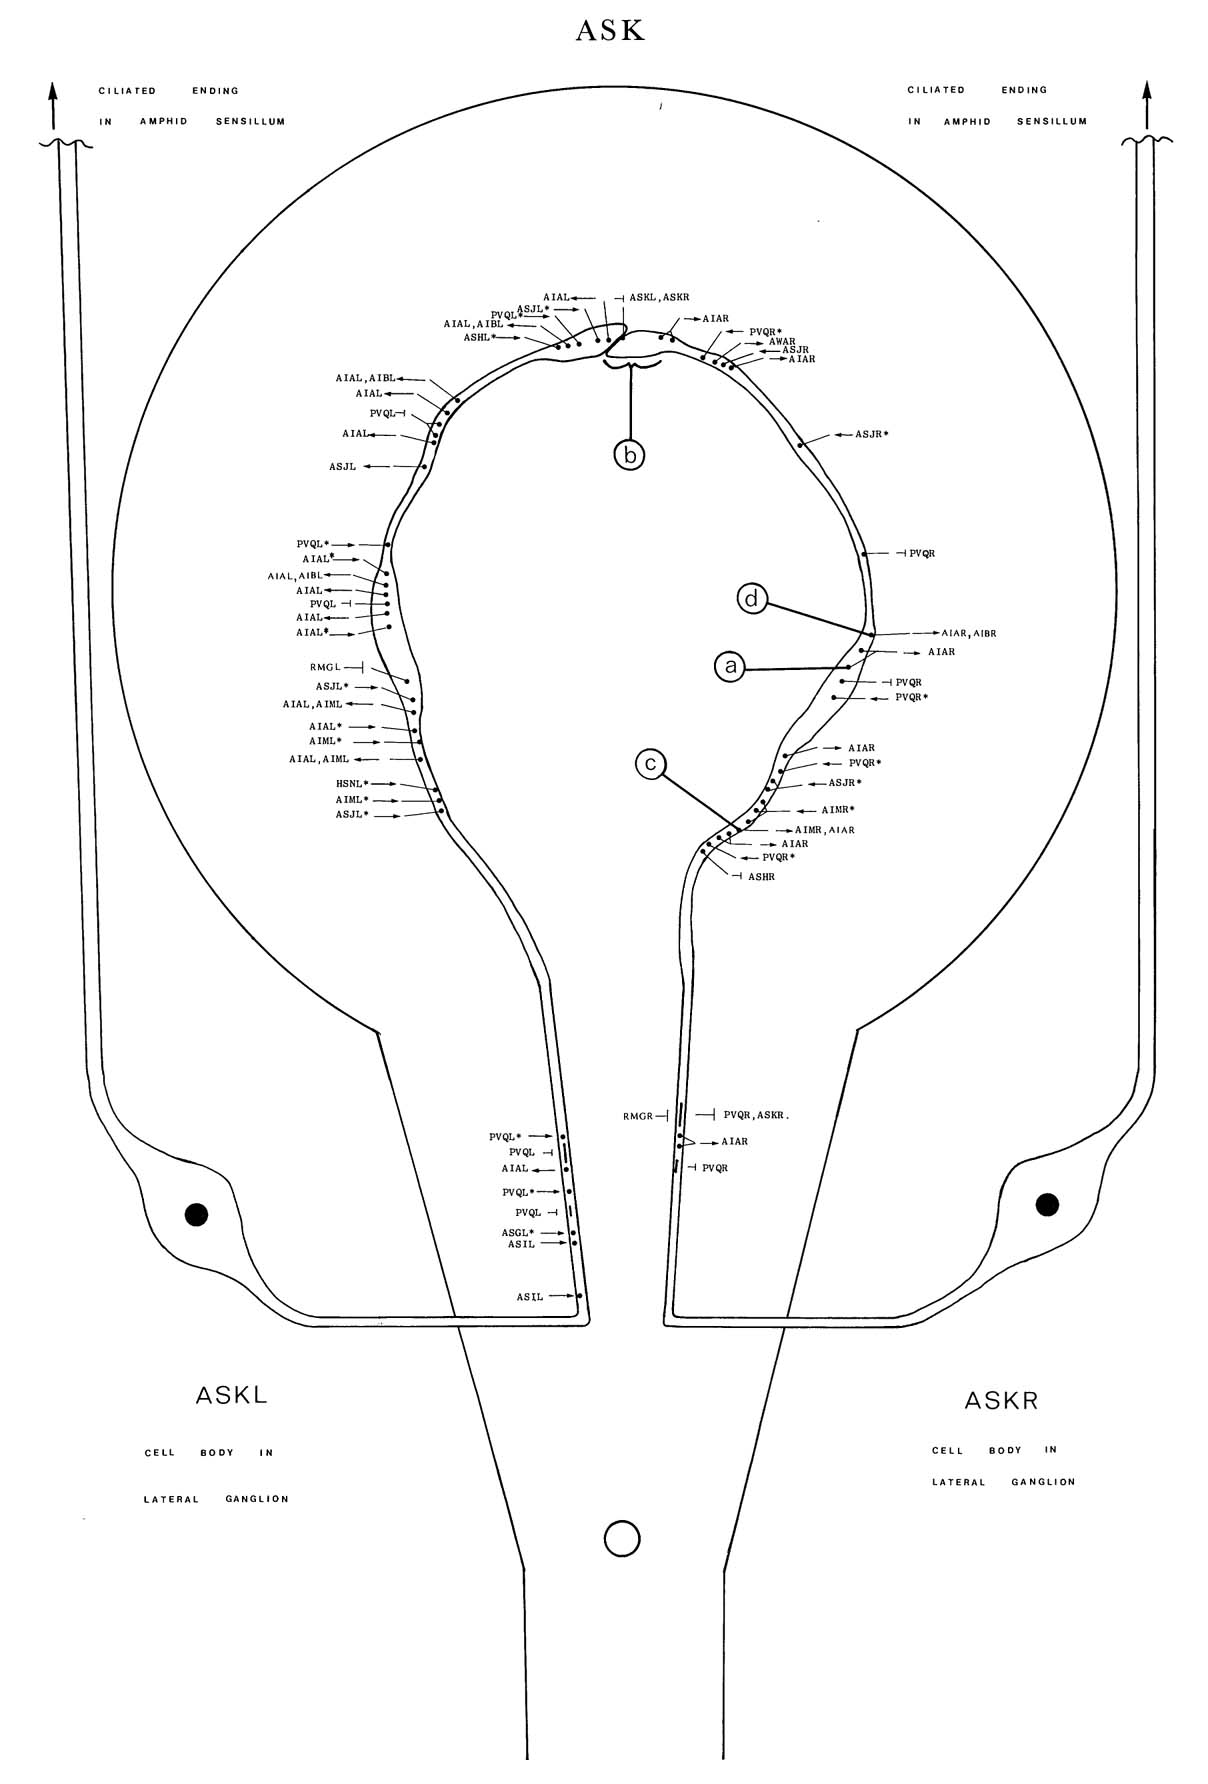 ASK
CILIATED ENDING
IN AMPHID SENSILLUM
CILIATED ENDING
IN AMPHID SENSILLUM
AIAL
ASKL,ASKR
ASJL*
PVQL*
AIAL,AIBL
ASHL*
AIAR
PVQR*
AWAR
ASJR
AIAR
AIAL,AIBL
AIAL
PVQL
AIAL
ASJL
b
ASJR*
PVQL*
AIAL*
AIAL,AIBL
AIAL
PVQL
AIAL
AIAL*
RMGL
ASJL*
AIAL,AIML
AIAL*
AIML*
AIAL,AIML
HSNL*
AIML*
ASJL*
PVQR
d
AIAR,AIBR
AIAR
a
PVQR
PVQR*
AIAR
c
PVQR*
ASJR*
AIMR*
AIMR,AIAR
AIAR
PVQR*
ASHR
RMGR
PVQR,ASKR.
AIAR
PVQR
PVQL*
PVQL
AIAL
PVQL*
PVQL
ASGL*
ASIL
ASIL
ASKL
CELL BODY IN
LATERAL GANGLION
ASKR
CELL BODY IN
LATERAL GANGLION